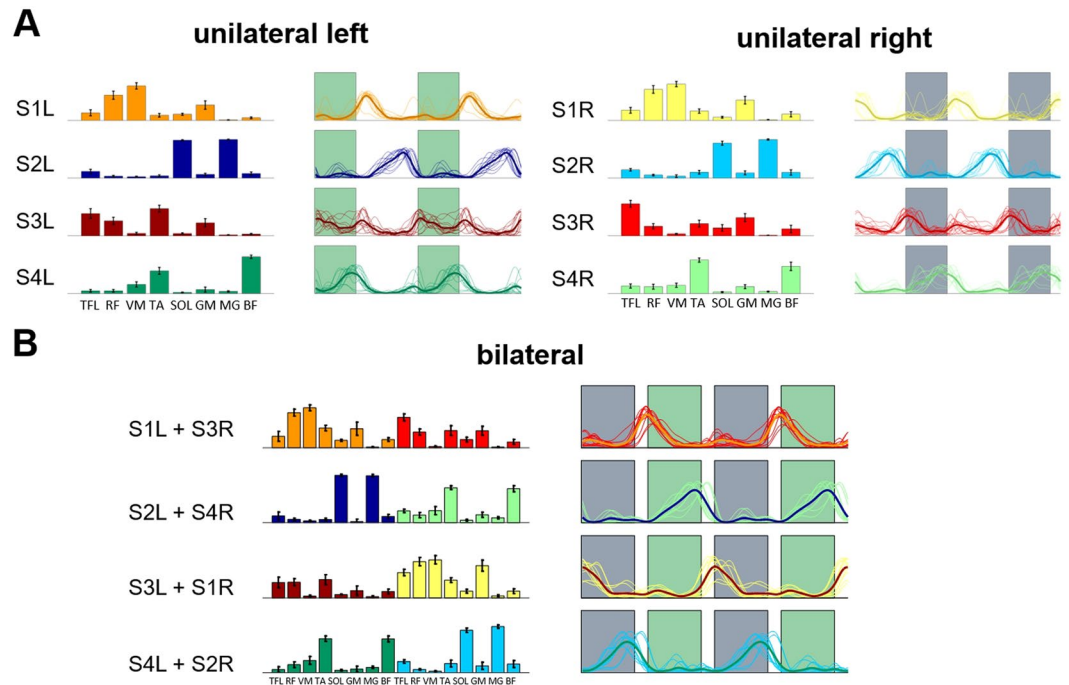 A
unilateral left
unilateral right
S1L
S1R
S2L
S2R
S3L
S3R
S4L
S4R
TFL RF VM TA SOL GM MG BF
TFL RF VM TA SOL GM MG BF
B
bilateral
S1L + S3R
S2L + S4R
S3L + S1R
S4L + S2R
TFL RF VM TA SOL GM MG BF TFL RF VM TA SOL GM MG BF